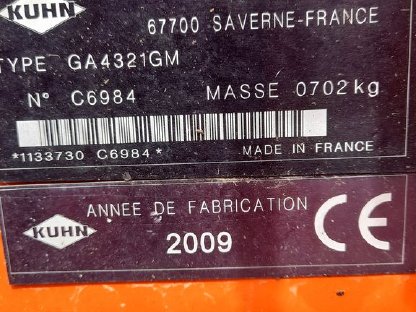 KUHN
67700 SAVERNE-FRANCE
TYPE GA4321GM
N° C6984 MASSE 0702kg
*1133730 C6984* MADE IN FRANCE
KUHN
ANNEE DE FABRICATION
2009
CE